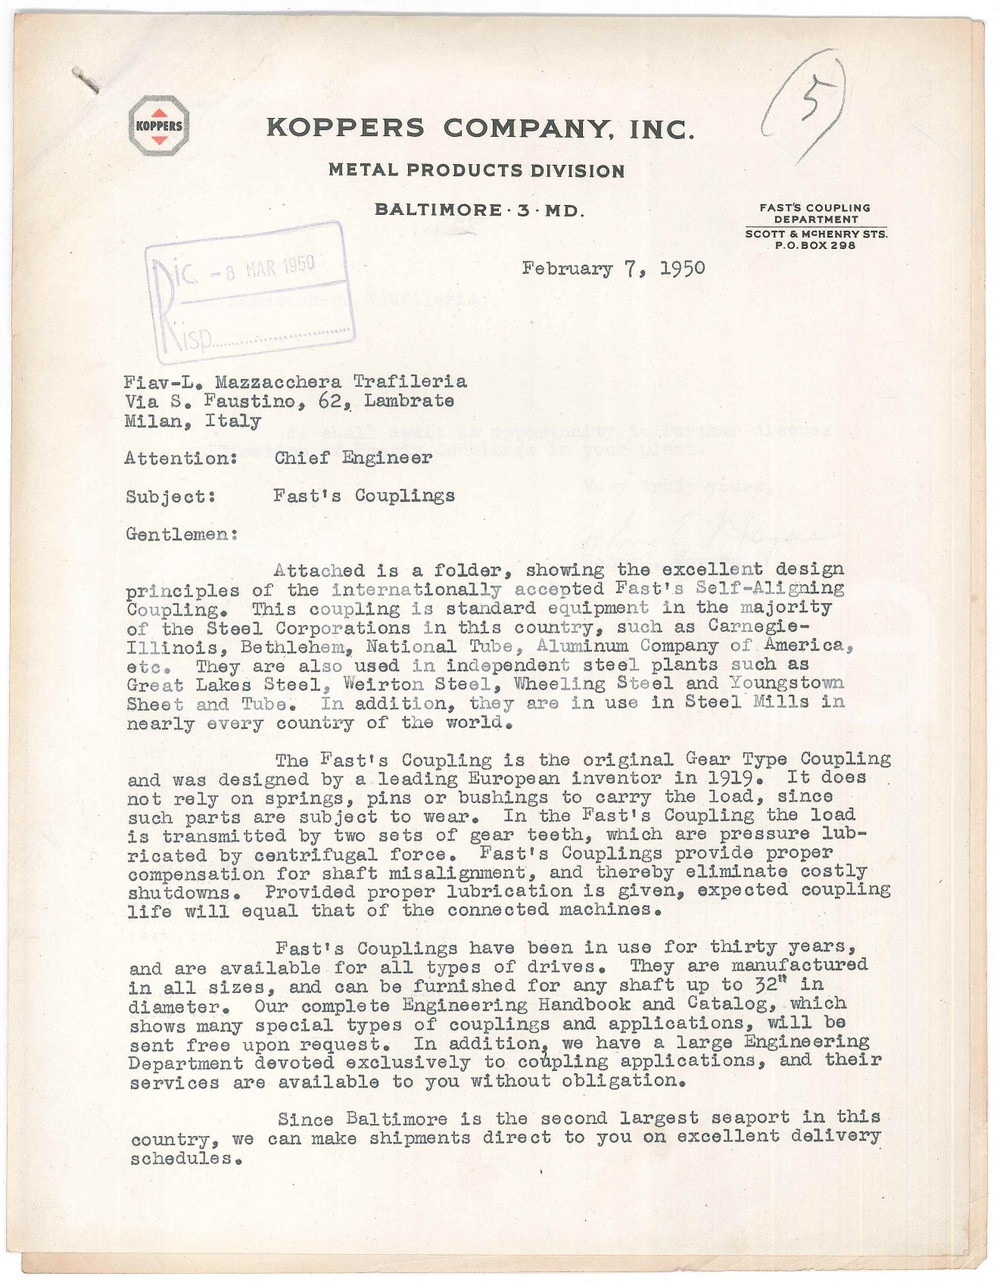 5
KOPPERS
KOPPERS COMPANY, INC.
METAL PRODUCTS DIVISION
BALTIMORE · 3 · MD.
FAST'S COUPLING
DEPARTMENT
SCOTT & McHENRY STS.
P.O. BOX 298
February 7, 1950
Ric. -8 MAR 1950
Risp.
Fiav-L. Mazzacchera Trafileria
Via S. Faustino, 62, Lambrate
Milan, Italy
Attention: Chief Engineer
Subject: Fast's Couplings
Gentlemen:
Attached is a folder, showing the excellent design
principles of the internationally accepted Fast's Self-Aligning
Coupling. This coupling is standard equipment in the majority
of the Steel Corporations in this country, such as Carnegie-
Illinois, Bethlehem, National Tube, Aluminum Company of America,
etc. They are also used in independent steel plants such as
Great Lakes Steel, Weirton Steel, Wheeling Steel and Youngstown
Sheet and Tube. In addition, they are in use in Steel Mills in
nearly every country of the world.
The Fast's Coupling is the original Gear Type Coupling
and was designed by a leading European inventor in 1919. It does
not rely on springs, pins or bushings to carry the load, since
such parts are subject to wear. In the Fast's Coupling the load
is transmitted by two sets of gear teeth, which are pressure lub-
ricated by centrifugal force. Fast's Couplings provide proper
compensation for shaft misalignment, and thereby eliminate costly
shutdowns. Provided proper lubrication is given, expected coupling
life will equal that of the connected machines.
Fast's Couplings have been in use for thirty years,
and are available for all types of drives. They are manufactured
in all sizes, and can be furnished for any shaft up to 32" in
diameter. Our complete Engineering Handbook and Catalog, which
shows many special types of couplings and applications, will be
sent free upon request. In addition, we have a large Engineering
Department devoted exclusively to coupling applications, and their
services are available to you without obligation.
Since Baltimore is the second largest seaport in this
country, we can make shipments direct to you on excellent delivery
schedules.